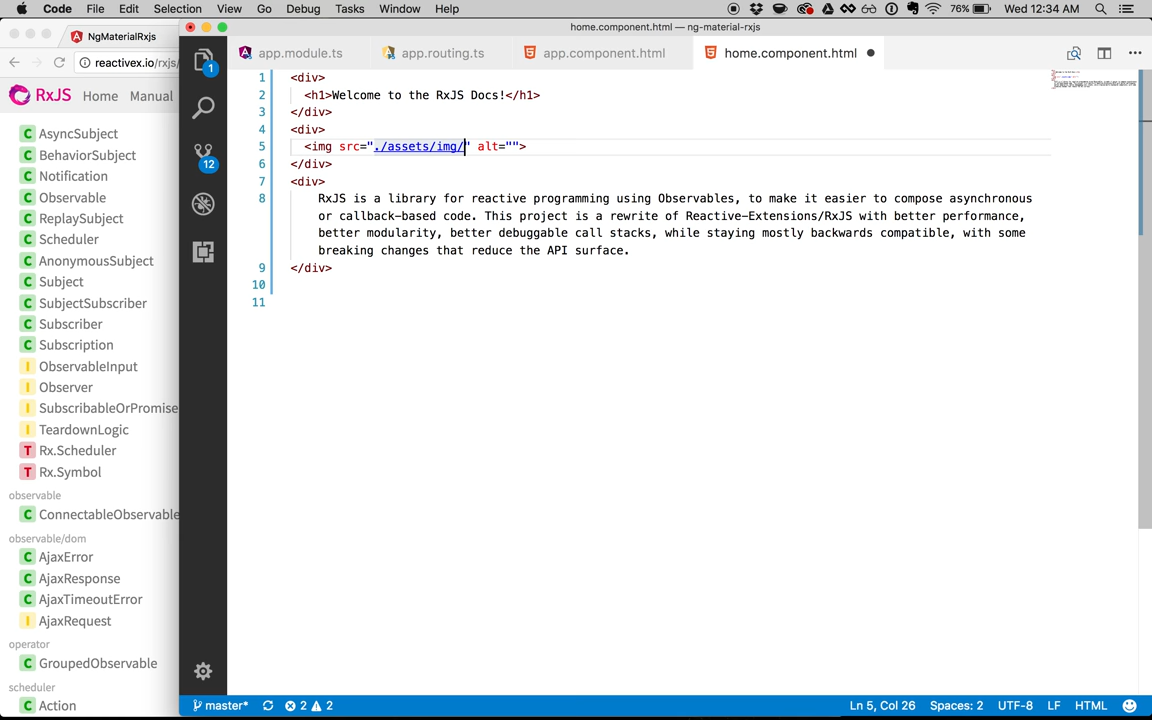 Code File Edit Selection View Go Debug Tasks Window Help
76% Wed 12:34 AM
home.component.html — ng-material-rxjs
NgMaterialRxjs
app.module.ts app.routing.ts app.component.html home.component.html
reactivex.io/rxjs/
RxJS Home Manual
C AsyncSubject
C BehaviorSubject
C Notification
C Observable
C ReplaySubject
C Scheduler
C AnonymousSubject
C Subject
C SubjectSubscriber
C Subscriber
C Subscription
I ObservableInput
I Observer
I SubscribableOrPromise
I TeardownLogic
T Rx.Scheduler
T Rx.Symbol
observable
C ConnectableObservable
observable/dom
C AjaxError
C AjaxResponse
C AjaxTimeoutError
I AjaxRequest
operator
C GroupedObservable
scheduler
C Action
1
12
1 <div>
2 <h1>Welcome to the RxJS Docs!</h1>
3 </div>
4 <div>
5 <img src="./assets/img/" alt="">
6 </div>
7 <div>
8 RxJS is a library for reactive programming using Observables, to make it easier to compose asynchronous
or callback-based code. This project is a rewrite of Reactive-Extensions/RxJS with better performance,
better modularity, better debuggable call stacks, while staying mostly backwards compatible, with some
breaking changes that reduce the API surface.
9 </div>
10
11
master* 2 2
Ln 5, Col 26 Spaces: 2 UTF-8 LF HTML